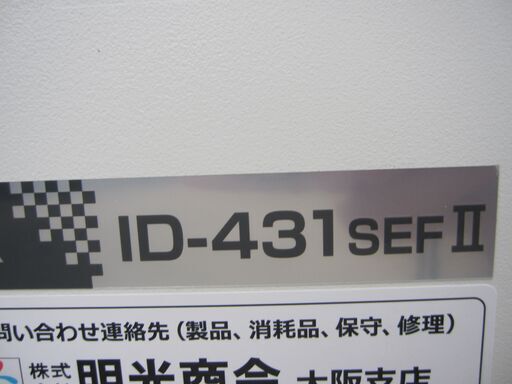 ID-431SEFⅡ
問い合わせ連絡先（製品、消耗品、保守、修理）
株式
明光商会 大阪支店